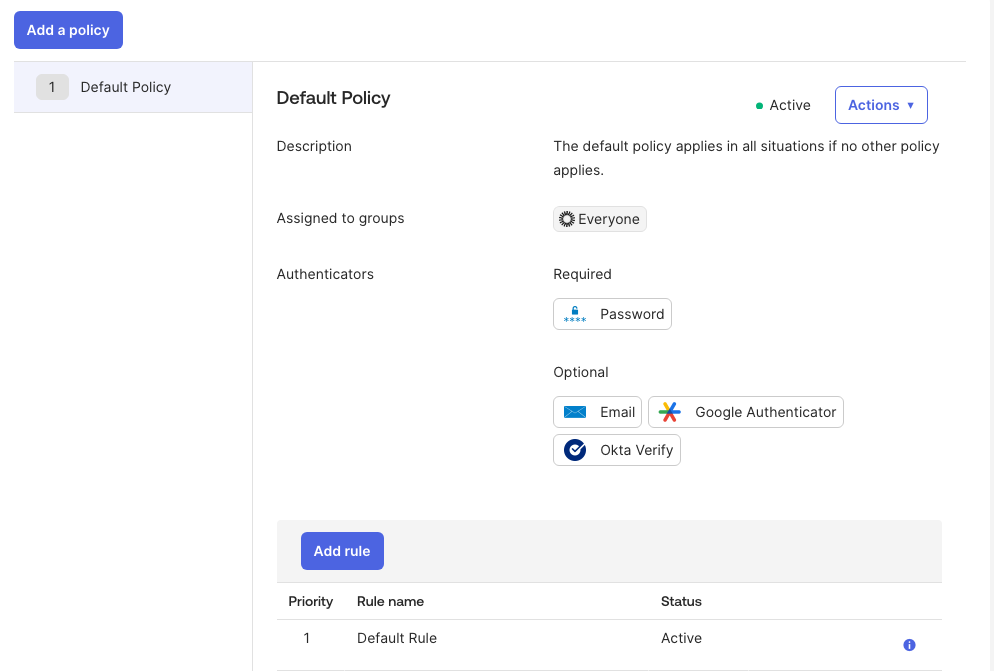 Add a policy
1 Default Policy
Default Policy
Active
Actions ▼
Description
The default policy applies in all situations if no other policy
applies.
Assigned to groups
Everyone
Authenticators
Required
**** Password
Optional
Email
Google Authenticator
Okta Verify
Add rule
Priority Rule name Status
1 Default Rule Active
i